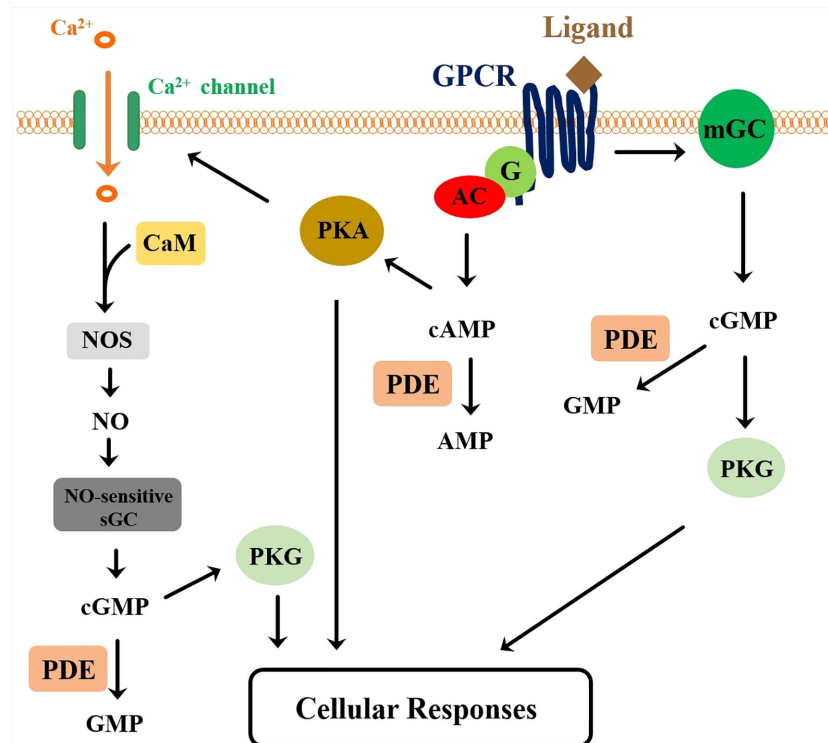 Ca²⁺
Ligand
GPCR
Ca²⁺ channel
mGC
G
AC
PKA
CaM
cAMP
cGMP
NOS
PDE
PDE
GMP
NO
AMP
PKG
NO-sensitive
sGC
PKG
cGMP
PDE
GMP
Cellular Responses